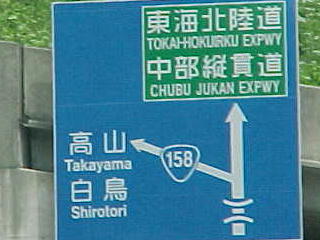 東海北陸道
TOKAI-HOKUIRKU EXPWY
中部縦貫道
CHUBU JUKAN EXPWY
高山
Takayama
158
白鳥
Shirotori